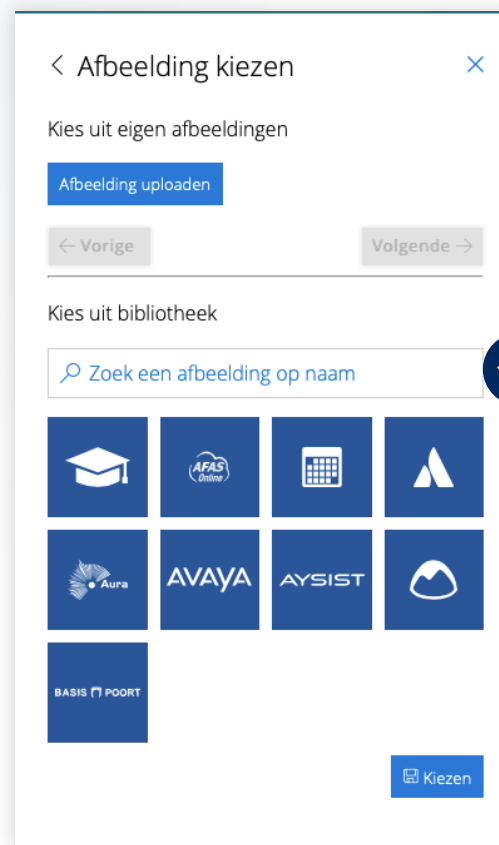 Afbeelding kiezen
Kies uit eigen afbeeldingen
Afbeelding uploaden
← Vorige
Volgende →
Kies uit bibliotheek
Zoek een afbeelding op naam
AFAS
Online
Aura
AVAYA
AYSIST
BASIS POORT
Kiezen